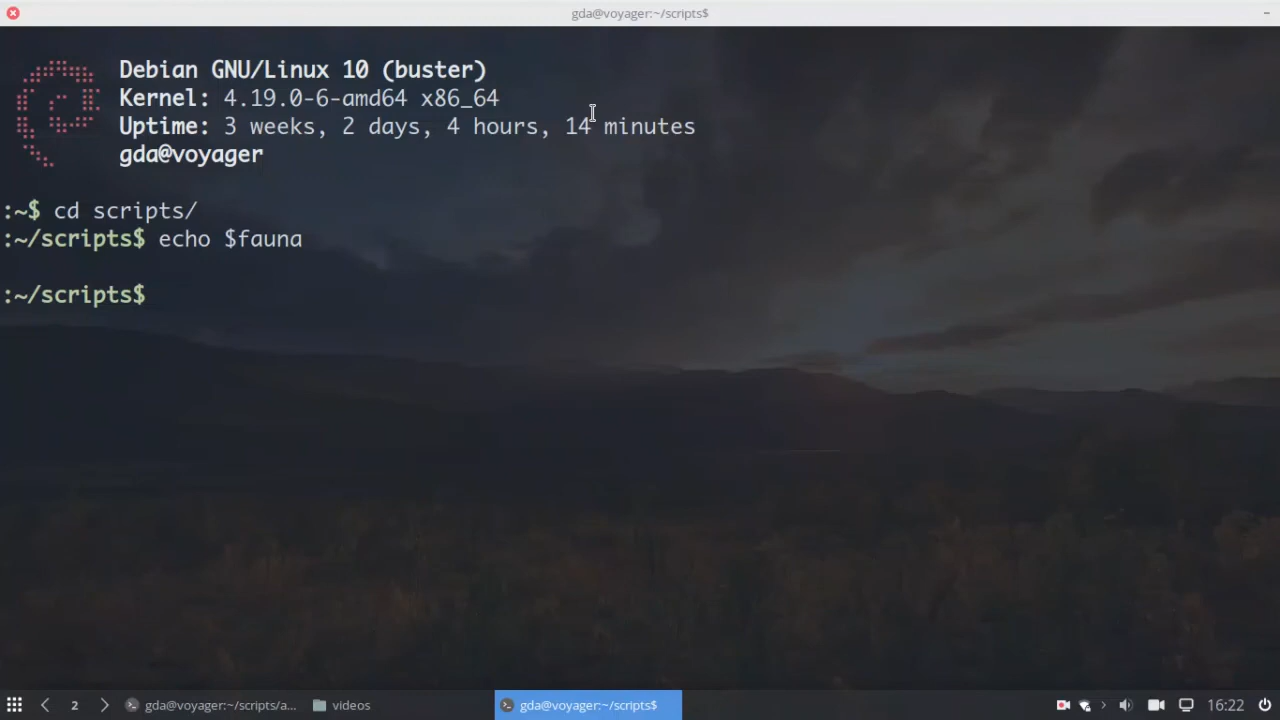 gda@voyager:~/scripts$
Debian GNU/Linux 10 (buster)
Kernel: 4.19.0-6-amd64 x86_64
Uptime: 3 weeks, 2 days, 4 hours, 14 minutes
gda@voyager
:~$ cd scripts/
:~/scripts$ echo $fauna
:~/scripts$
2 gda@voyager:~/scripts/a... videos gda@voyager:~/scripts$ 16:22